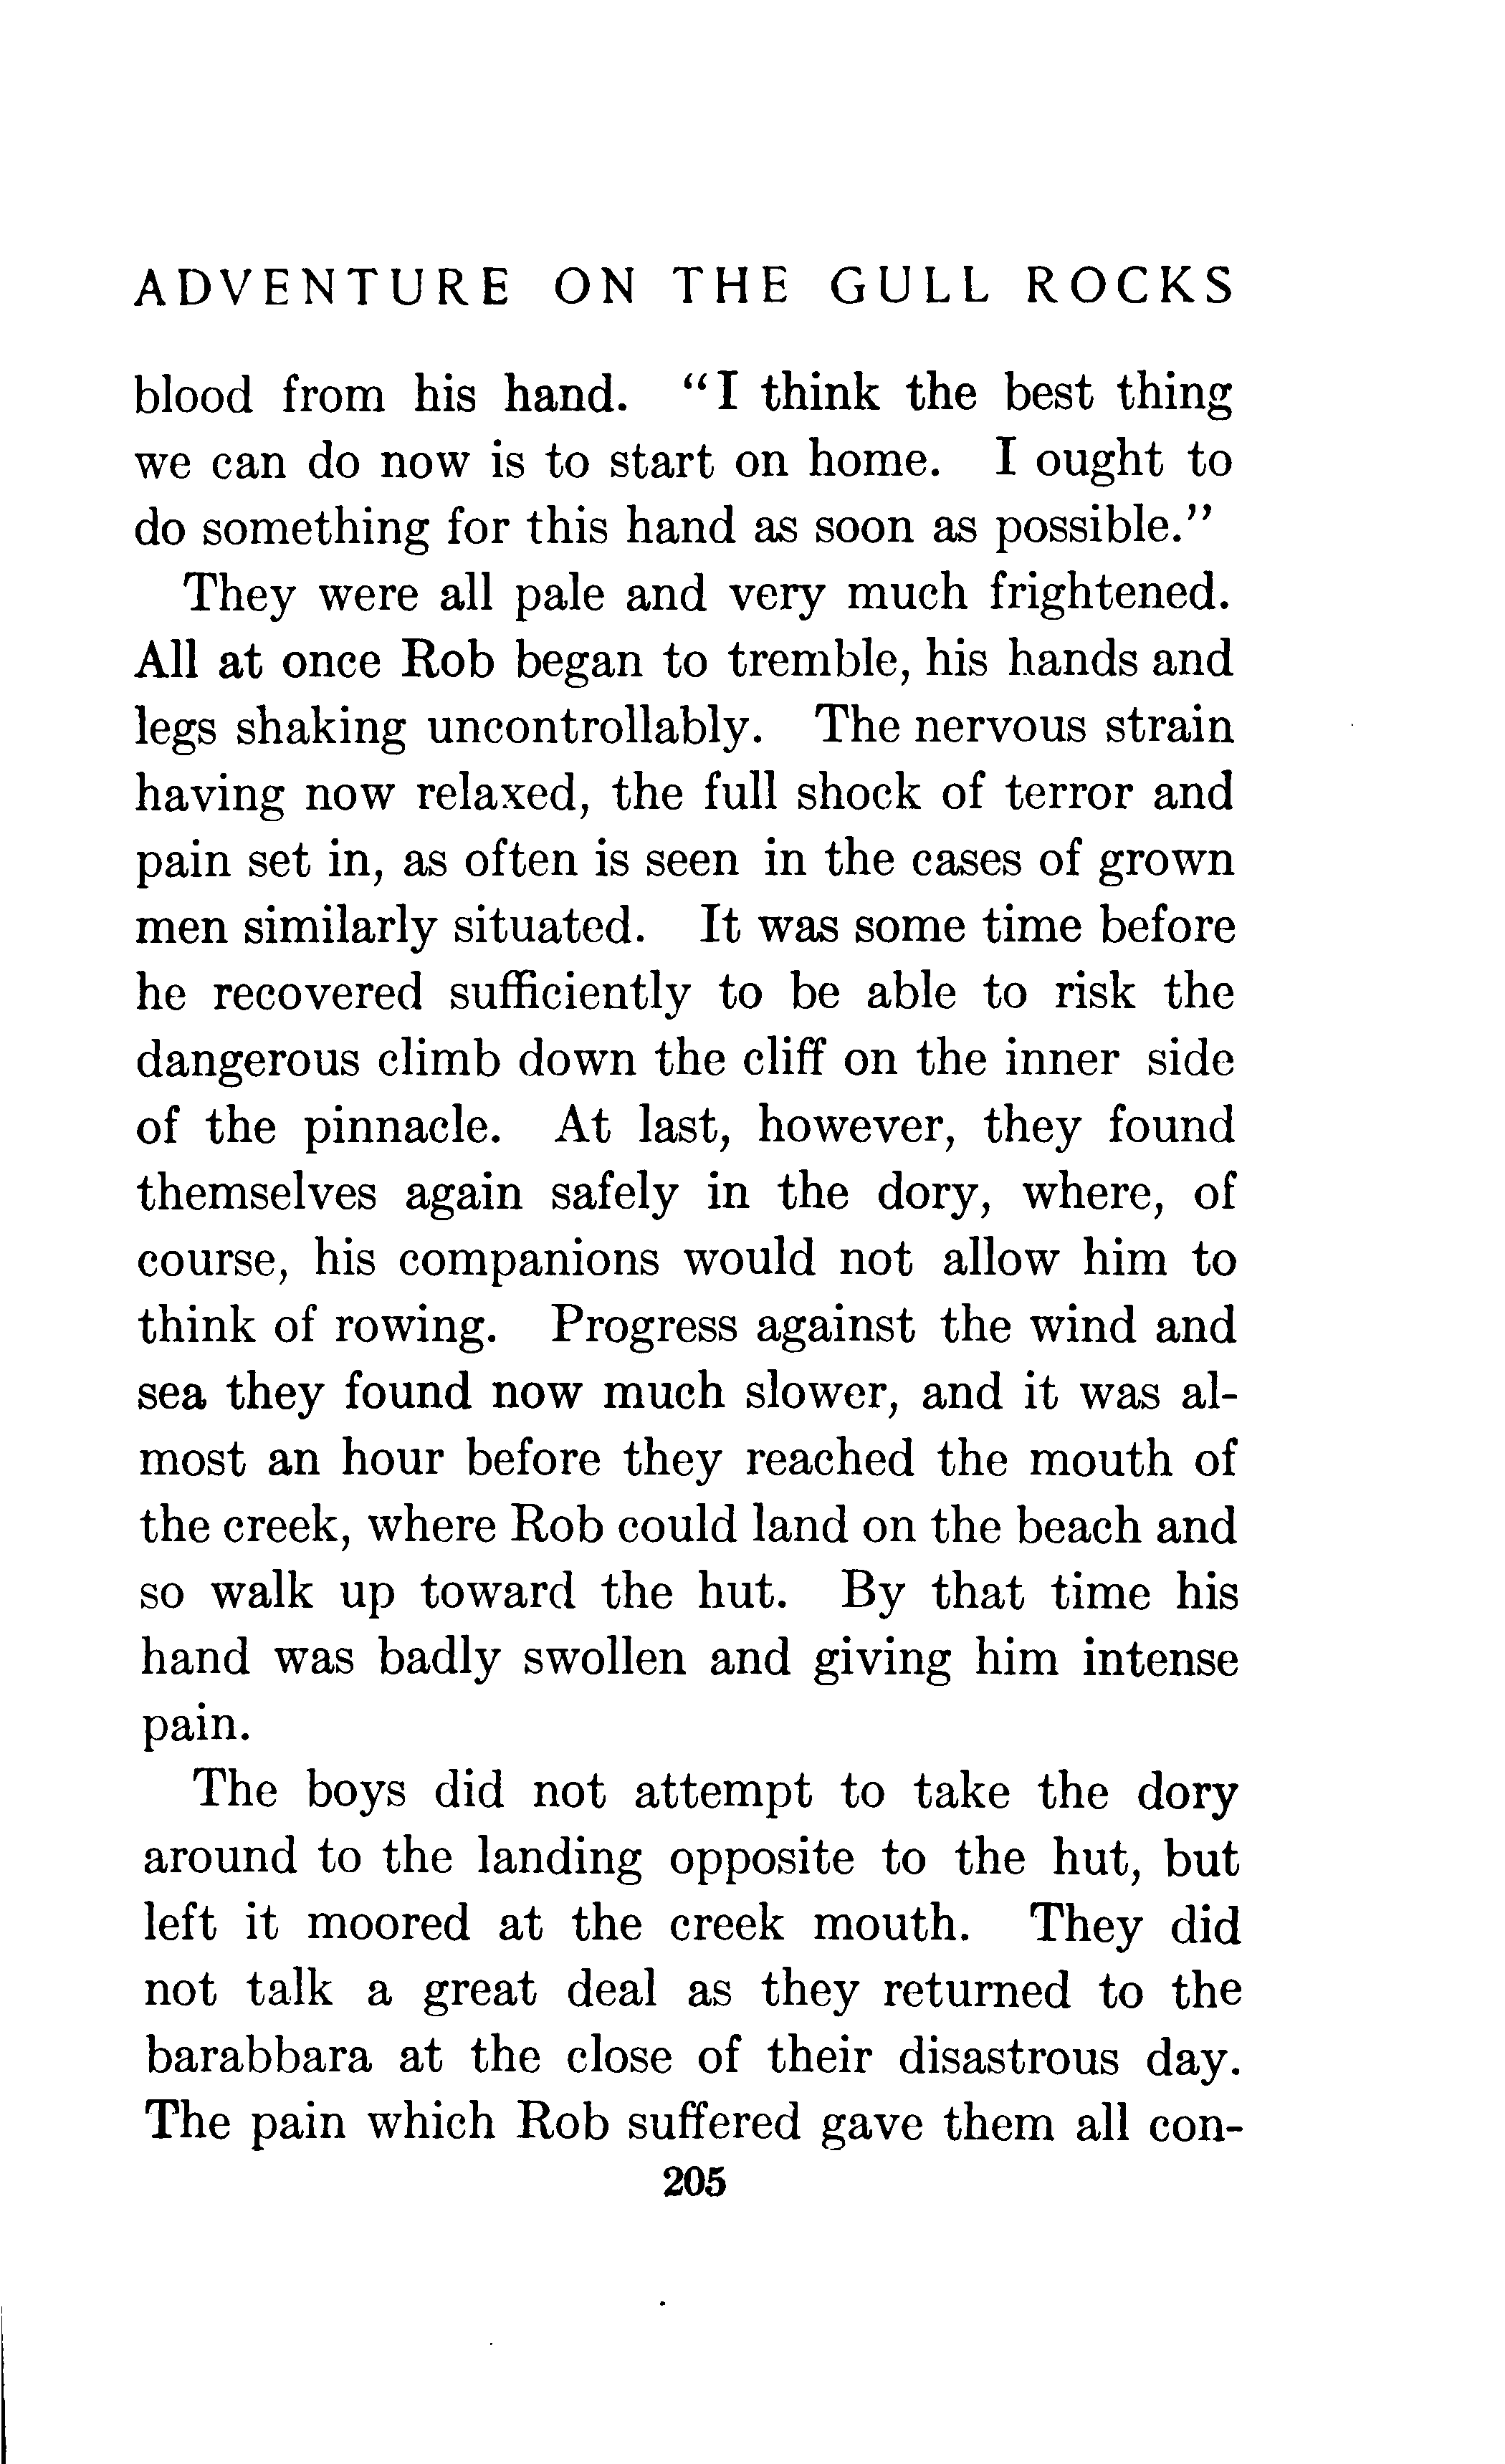 ADVENTURE ON THE GULL ROCKS
blood from his hand. "I think the best thing
we can do now is to start on home. I ought to
do something for this hand as soon as possible."
They were all pale and very much frightened.
All at once Rob began to tremble, his hands and
legs shaking uncontrollably. The nervous strain
having now relaxed, the full shock of terror and
pain set in, as often is seen in the cases of grown
men similarly situated. It was some time before
he recovered sufficiently to be able to risk the
dangerous climb down the cliff on the inner side
of the pinnacle. At last, however, they found
themselves again safely in the dory, where, of
course, his companions would not allow him to
think of rowing. Progress against the wind and
sea they found now much slower, and it was al-
most an hour before they reached the mouth of
the creek, where Rob could land on the beach and
so walk up toward the hut. By that time his
hand was badly swollen and giving him intense
pain.
The boys did not attempt to take the dory
around to the landing opposite to the hut, but
left it moored at the creek mouth. They did
not talk a great deal as they returned to the
barabbara at the close of their disastrous day.
The pain which Rob suffered gave them all con-
205